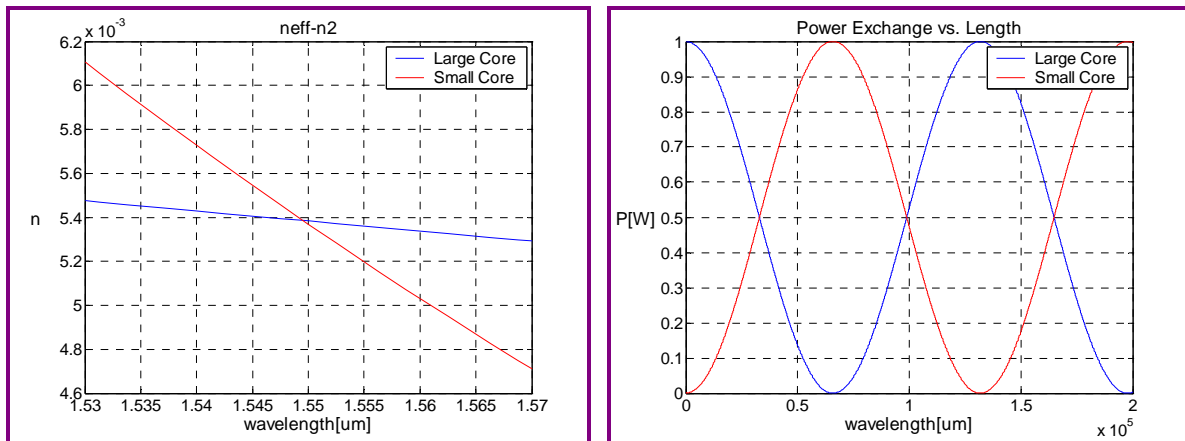 x 10⁻³
neff-n2
6.2
6
5.8
5.6
5.4
5.2
5
4.8
4.6
n
Large Core
Small Core
1.53 1.535 1.54 1.545 1.55 1.555 1.56 1.565 1.57
wavelength[um]
Power Exchange vs. Length
1
0.9
0.8
0.7
0.6
0.5
0.4
0.3
0.2
0.1
0
P[W]
Large Core
Small Core
0 0.5 1 1.5 2
wavelength[um]
x 10⁵